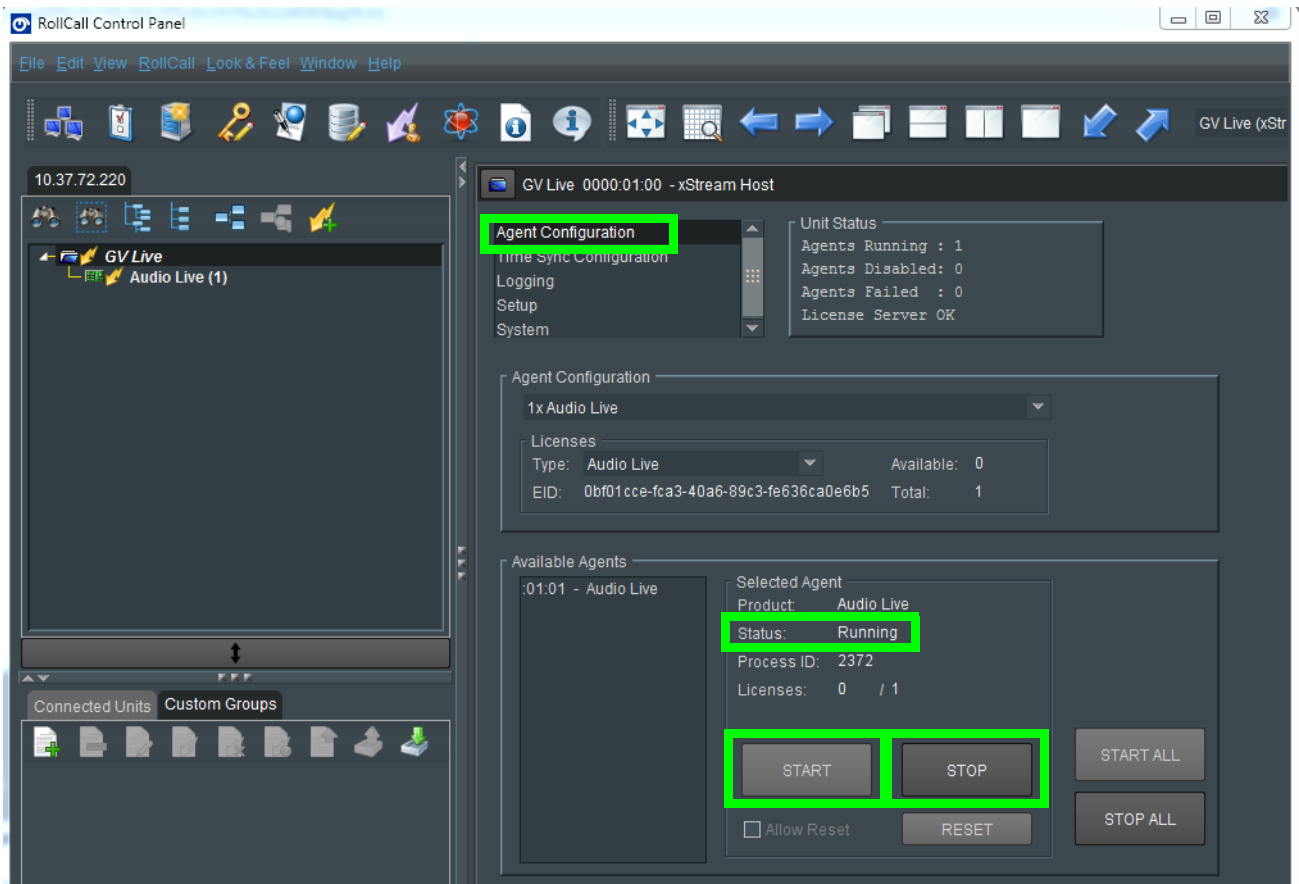 RollCall Control Panel
File Edit View RollCall Look & Feel Window Help
GV Live (xStr
10.37.72.220
GV Live 0000:01:00 - xStream Host
GV Live
Audio Live (1)
Agent Configuration
Time Sync Configuration
Logging
Setup
System
Unit Status
Agents Running : 1
Agents Disabled: 0
Agents Failed : 0
License Server OK
Agent Configuration
1x Audio Live
Licenses
Type: Audio Live Available: 0
EID: 0bf01cce-fca3-40a6-89c3-fe636ca0e6b5 Total: 1
Available Agents
:01:01 - Audio Live
Selected Agent
Product: Audio Live
Status: Running
Process ID: 2372
Licenses: 0 / 1
START STOP START ALL
Allow Reset RESET STOP ALL
Connected Units Custom Groups